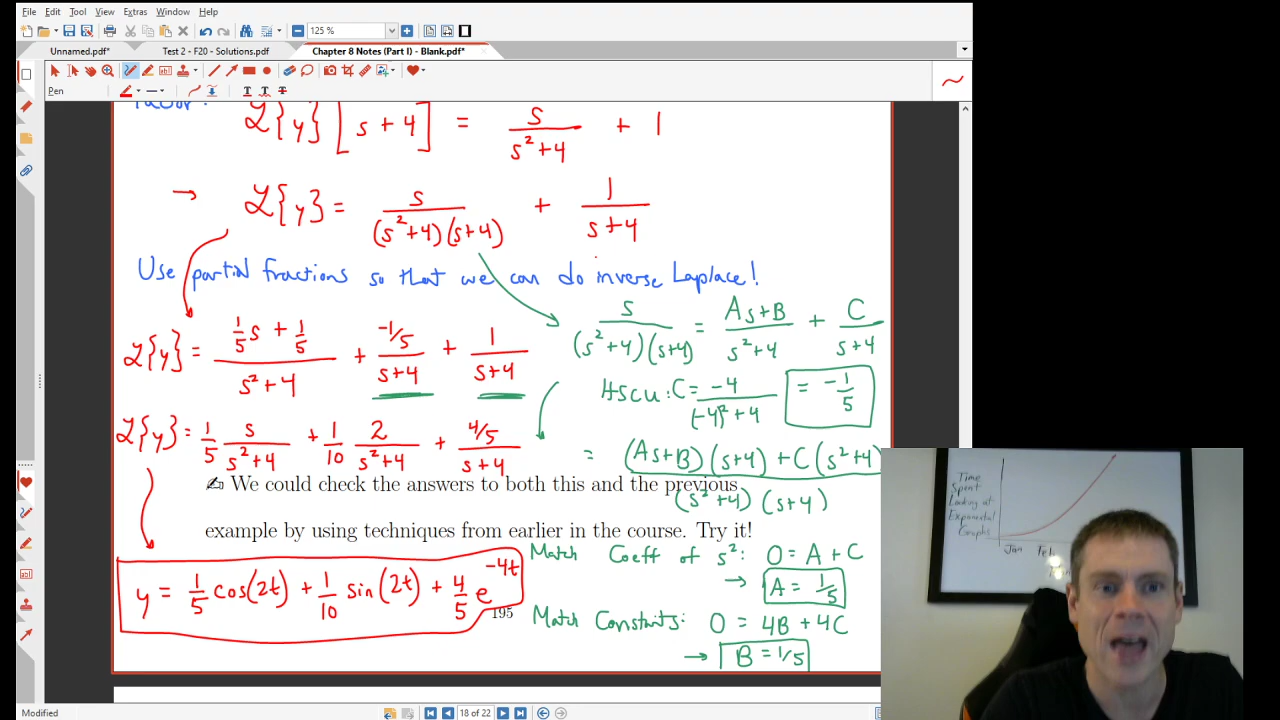 File Edit Tool View Extras Window Help
125 %
Unnamed.pdf* Test 2 - F20 - Solutions.pdf Chapter 8 Notes (Part I) - Blank.pdf*
Pen
Factor:
ℒ{y} [s + 4] = s/(s²+4) + 1
→ ℒ{y} = s/((s²+4)(s+4)) + 1/(s+4)
Use partial fractions so that we can do inverse Laplace!
s/((s²+4)(s+4)) = (As+B)/(s²+4) + C/(s+4)
ℒ{y} = (1/5 s + 1/5)/(s²+4) + (-1/5)/(s+4) + 1/(s+4)
HSCU: C = -4/((-4)²+4) = -1/5
ℒ{y} = 1/5 s/(s²+4) + 1/10 2/(s²+4) + (4/5)/(s+4)
= ((As+B)(s+4) + C(s²+4))/((s²+4)(s+4))
✍ We could check the answers to both this and the previous
example by using techniques from earlier in the course. Try it!
Match Coeff of s²: 0 = A + C
→ A = 1/5
y = 1/5 cos(2t) + 1/10 sin(2t) + 4/5 e^(-4t)
195
Match Constants: 0 = 4B + 4C
→ B = 1/5
Time
Spent
Looking at
Exponential
Graphs
Jan Feb
Modified
18 of 22